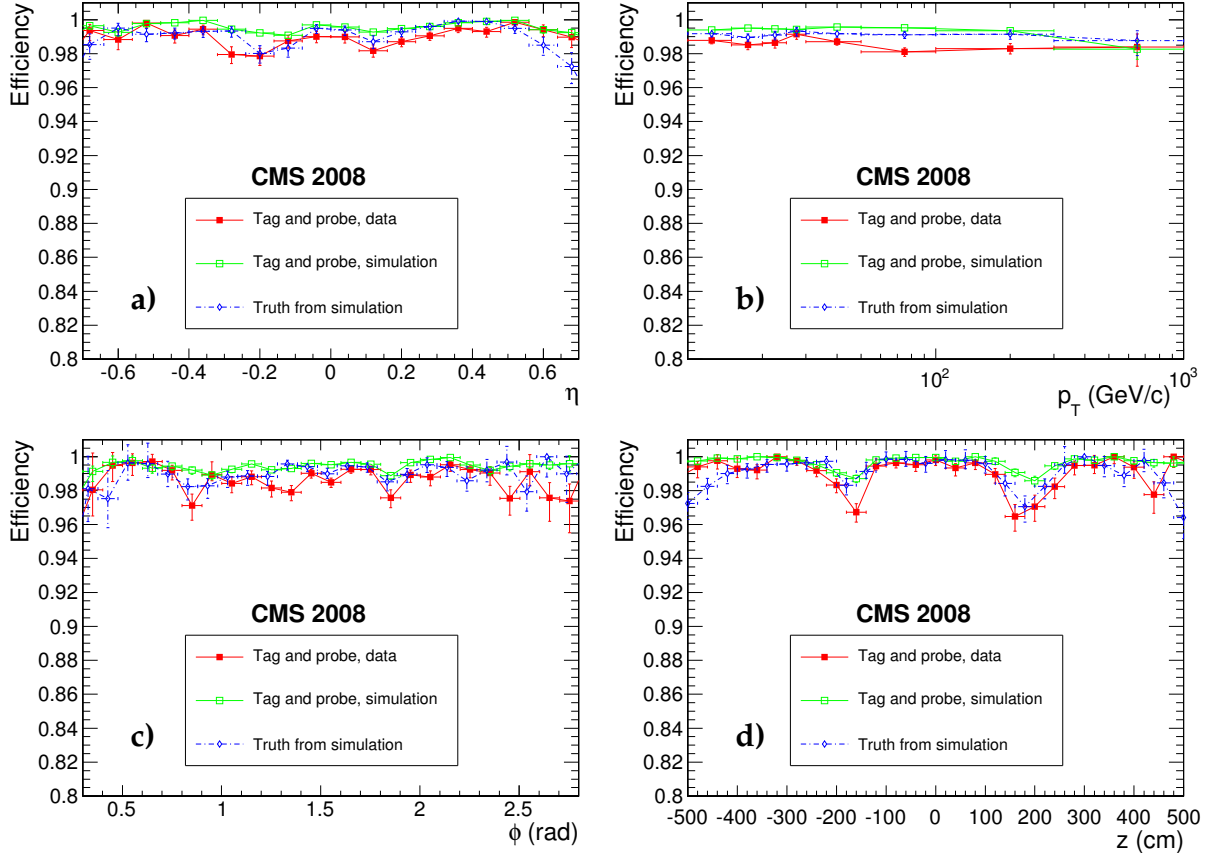 Efficiency
1
0.98
0.96
0.94
0.92
0.9
0.88
0.86
0.84
0.82
0.8
CMS 2008
Tag and probe, data
Tag and probe, simulation
Truth from simulation
a)
-0.6 -0.4 -0.2 0 0.2 0.4 0.6
η
Efficiency
1
0.98
0.96
0.94
0.92
0.9
0.88
0.86
0.84
0.82
0.8
CMS 2008
Tag and probe, data
Tag and probe, simulation
Truth from simulation
b)
10² 10³
p_T (GeV/c)
Efficiency
1
0.98
0.96
0.94
0.92
0.9
0.88
0.86
0.84
0.82
0.8
CMS 2008
Tag and probe, data
Tag and probe, simulation
Truth from simulation
c)
0.5 1 1.5 2 2.5
ϕ (rad)
Efficiency
1
0.98
0.96
0.94
0.92
0.9
0.88
0.86
0.84
0.82
0.8
CMS 2008
Tag and probe, data
Tag and probe, simulation
Truth from simulation
d)
-500 -400 -300 -200 -100 0 100 200 300 400 500
z (cm)